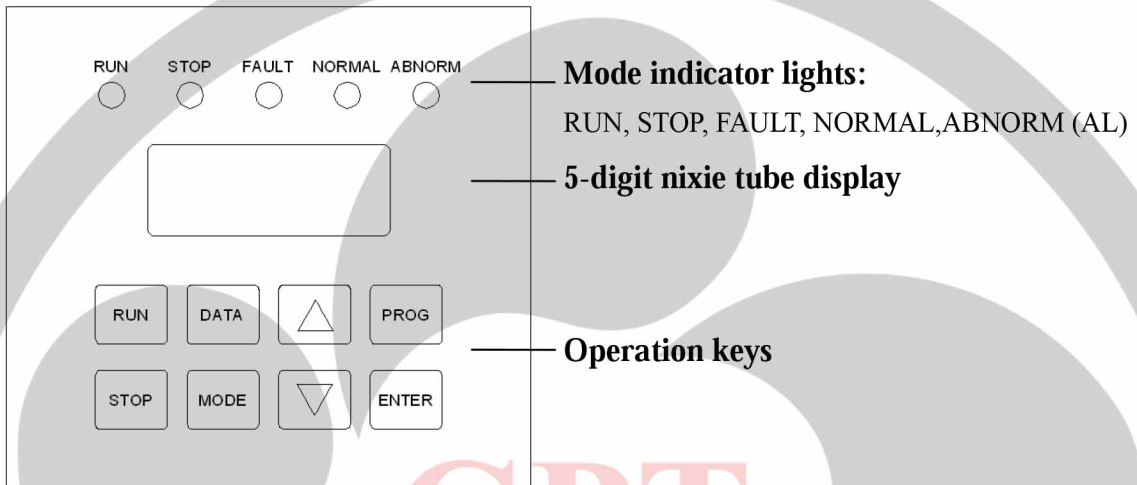 RUN STOP FAULT NORMAL ABNORM
Mode indicator lights:
RUN, STOP, FAULT, NORMAL,ABNORM (AL)
5-digit nixie tube display
RUN DATA PROG
Operation keys
STOP MODE ENTER